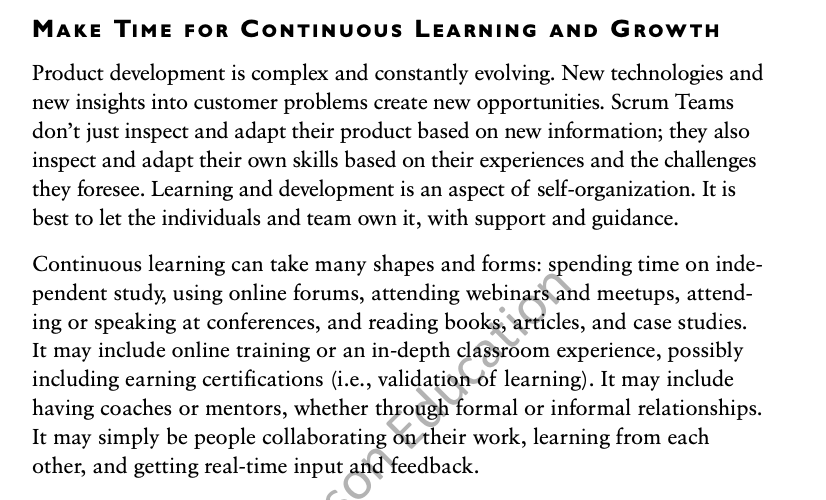 MAKE TIME FOR CONTINUOUS LEARNING AND GROWTH
Product development is complex and constantly evolving. New technologies and
new insights into customer problems create new opportunities. Scrum Teams
don’t just inspect and adapt their product based on new information; they also
inspect and adapt their own skills based on their experiences and the challenges
they foresee. Learning and development is an aspect of self-organization. It is
best to let the individuals and team own it, with support and guidance.
Continuous learning can take many shapes and forms: spending time on inde-
pendent study, using online forums, attending webinars and meetups, attend-
ing or speaking at conferences, and reading books, articles, and case studies.
It may include online training or an in-depth classroom experience, possibly
including earning certifications (i.e., validation of learning). It may include
having coaches or mentors, whether through formal or informal relationships.
It may simply be people collaborating on their work, learning from each
other, and getting real-time input and feedback.
son Education